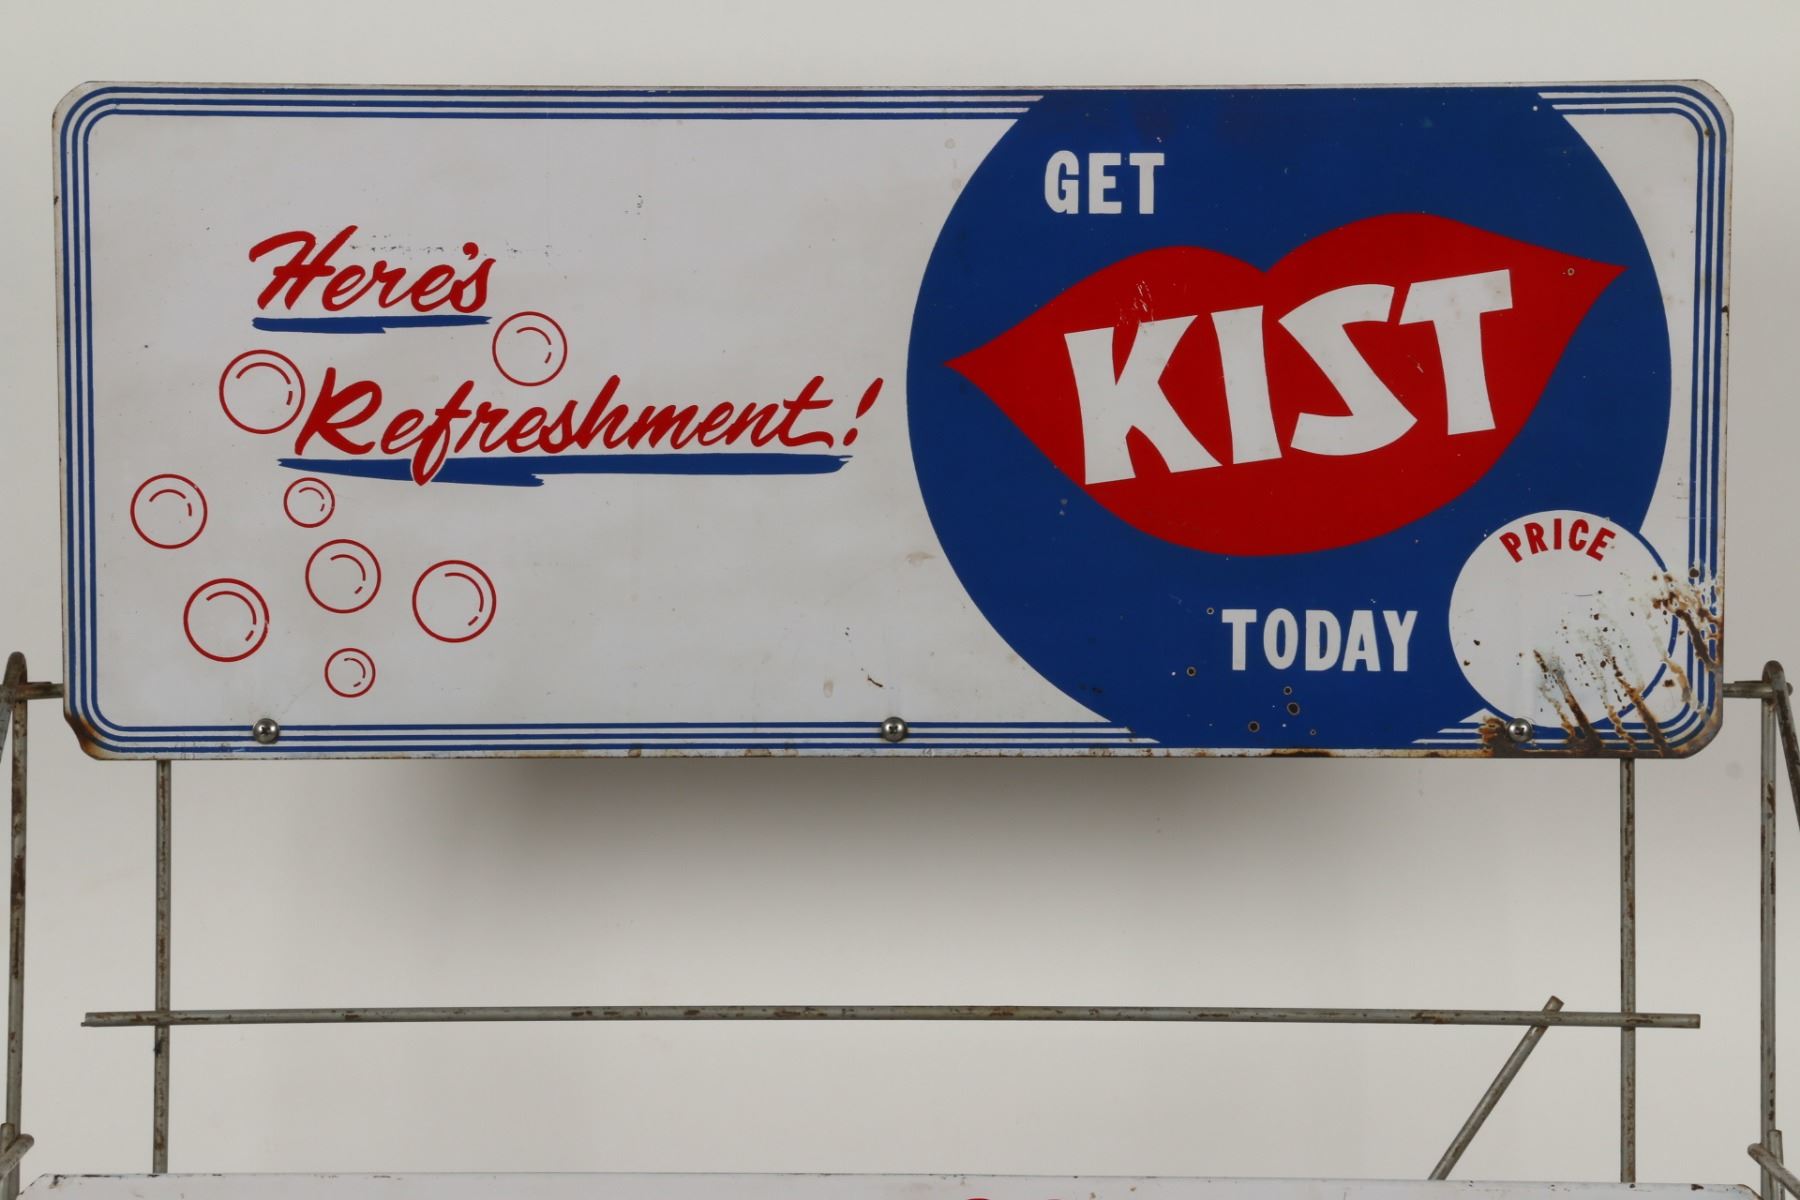 Here's
Refreshment!
GET
KIST
TODAY
PRICE